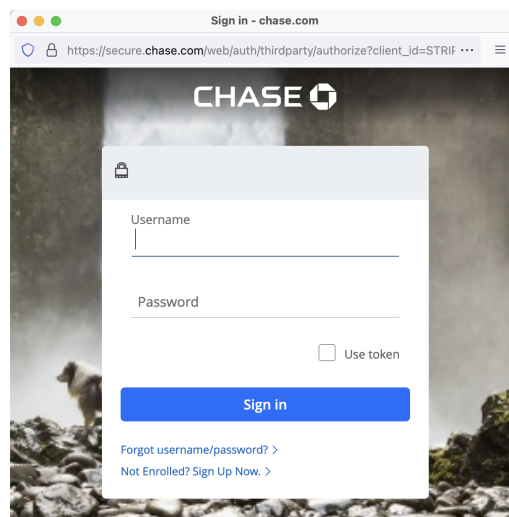 Sign in - chase.com
https://secure.chase.com/web/auth/thirdparty/authorize?client_id=STRIP
CHASE
Username
Password
Use token
Sign in
Forgot username/password? >
Not Enrolled? Sign Up Now. >